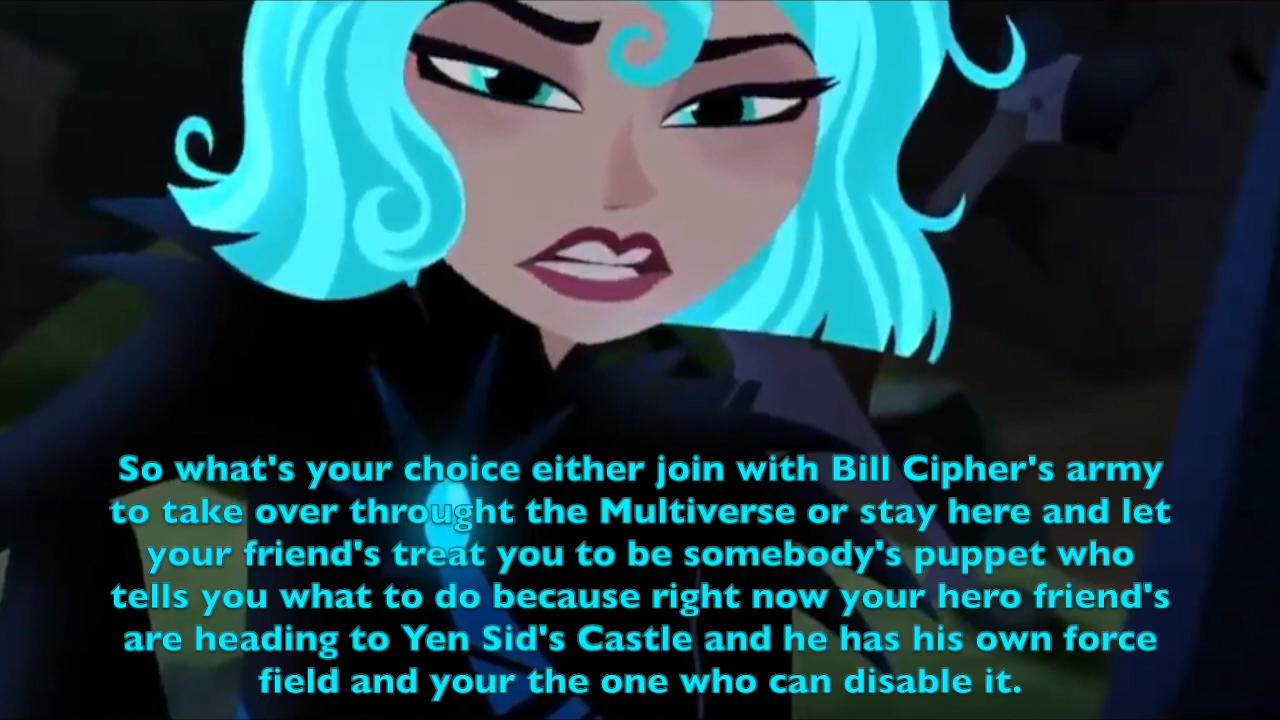 So what's your choice either join with Bill Cipher's army
to take over throught the Multiverse or stay here and let
your friend's treat you to be somebody's puppet who
tells you what to do because right now your hero friend's
are heading to Yen Sid's Castle and he has his own force
field and your the one who can disable it.